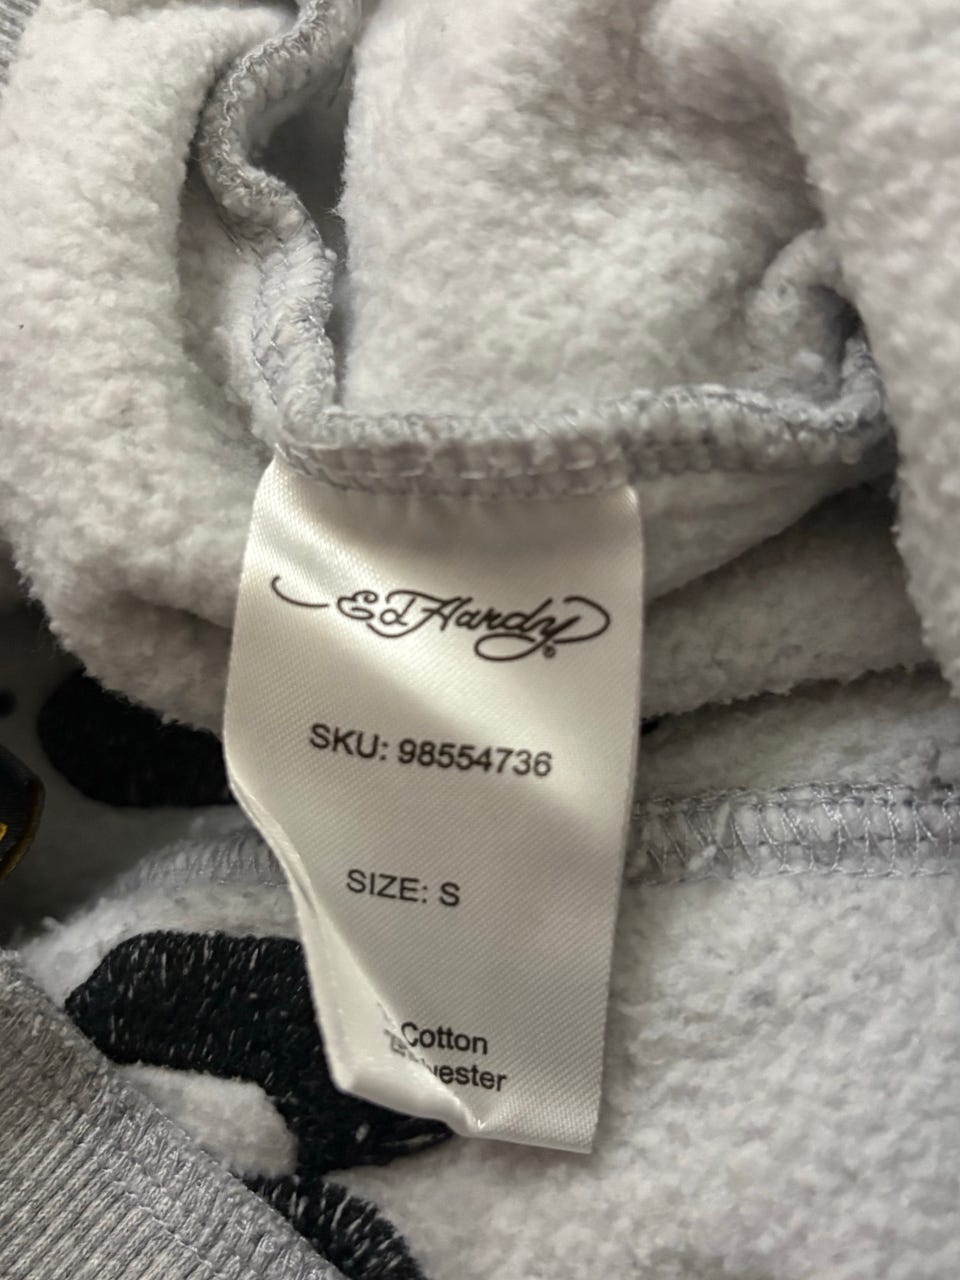 Ed Hardy®
SKU: 98554736
SIZE: S
Cotton